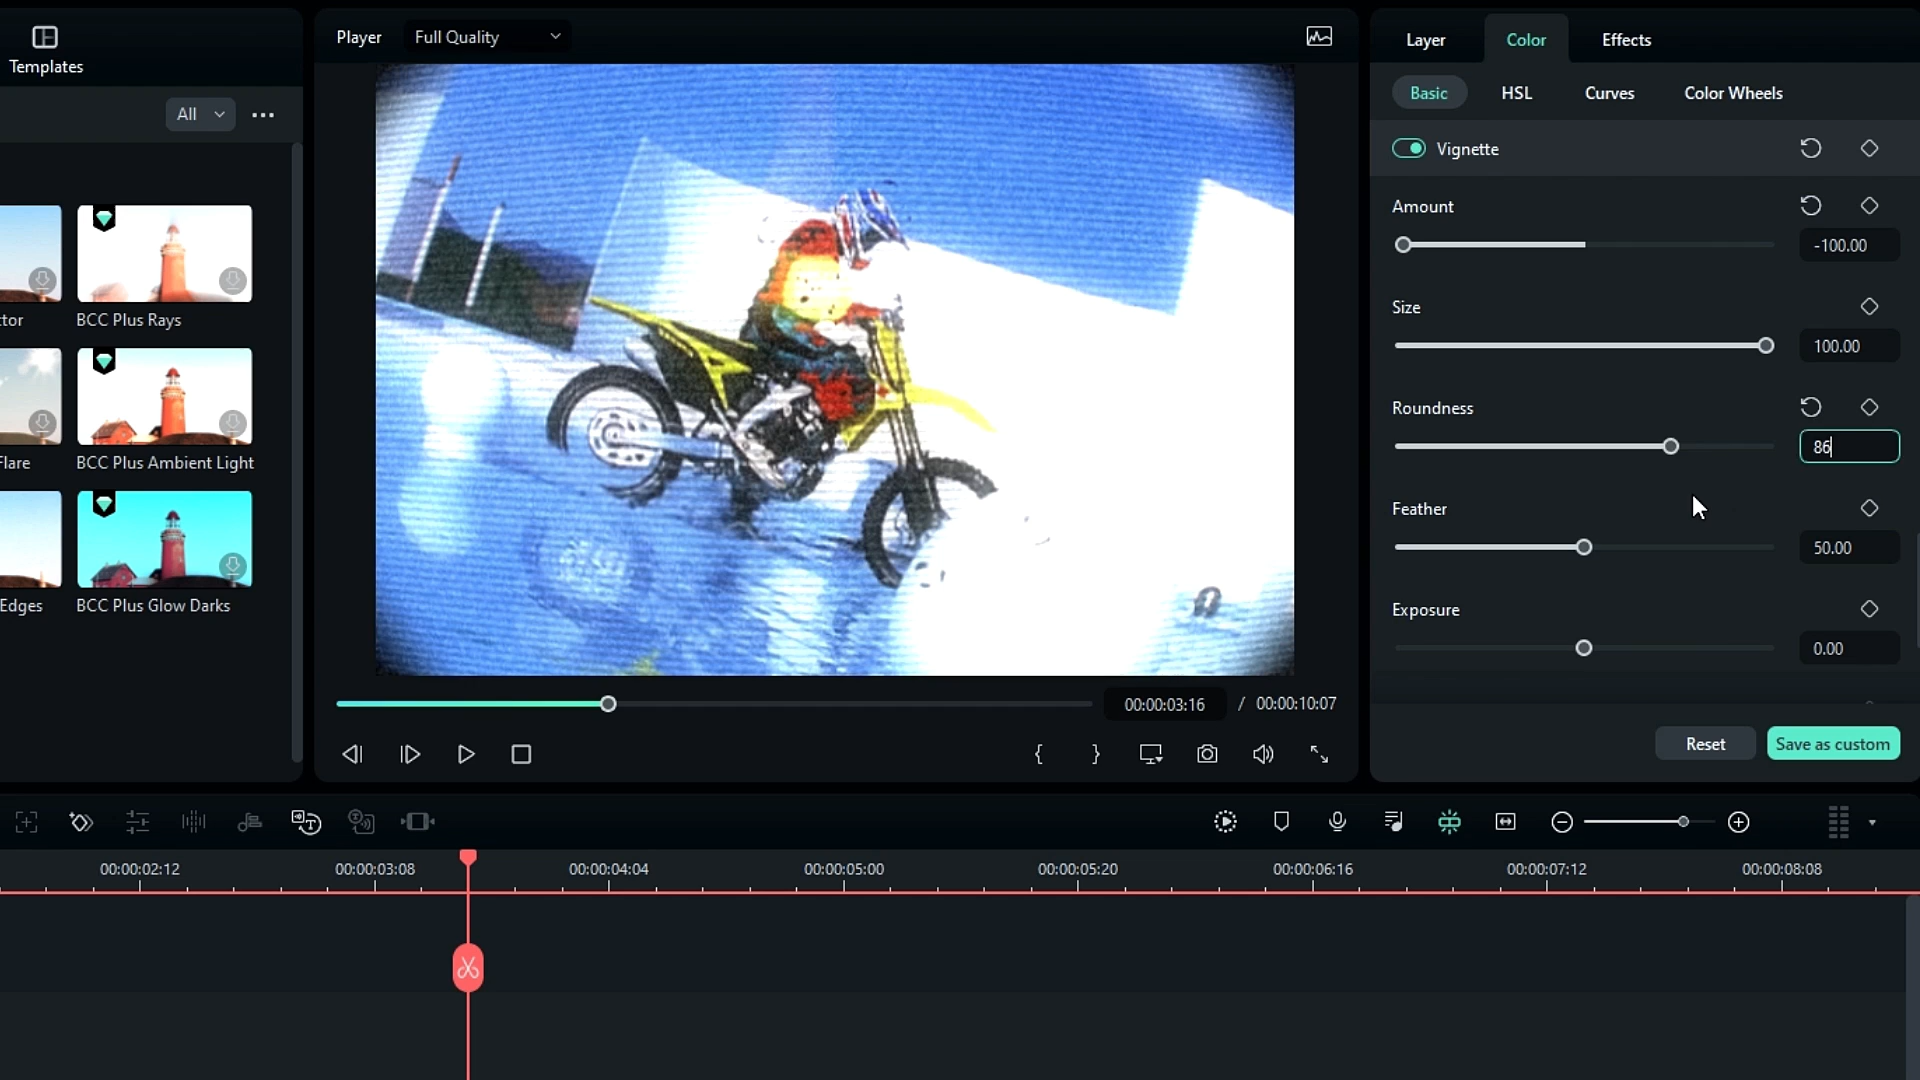 Templates
All
ctor
BCC Plus Rays
Flare
BCC Plus Ambient Light
Edges
BCC Plus Glow Darks
Player
Full Quality
00:00:03:16 / 00:00:10:07
{ }
Layer
Color
Effects
Basic
HSL
Curves
Color Wheels
Vignette
Amount
-100.00
Size
100.00
Roundness
86
Feather
50.00
Exposure
0.00
Reset
Save as custom
00:00:02:12
00:00:03:08
00:00:04:04
00:00:05:00
00:00:05:20
00:00:06:16
00:00:07:12
00:00:08:08